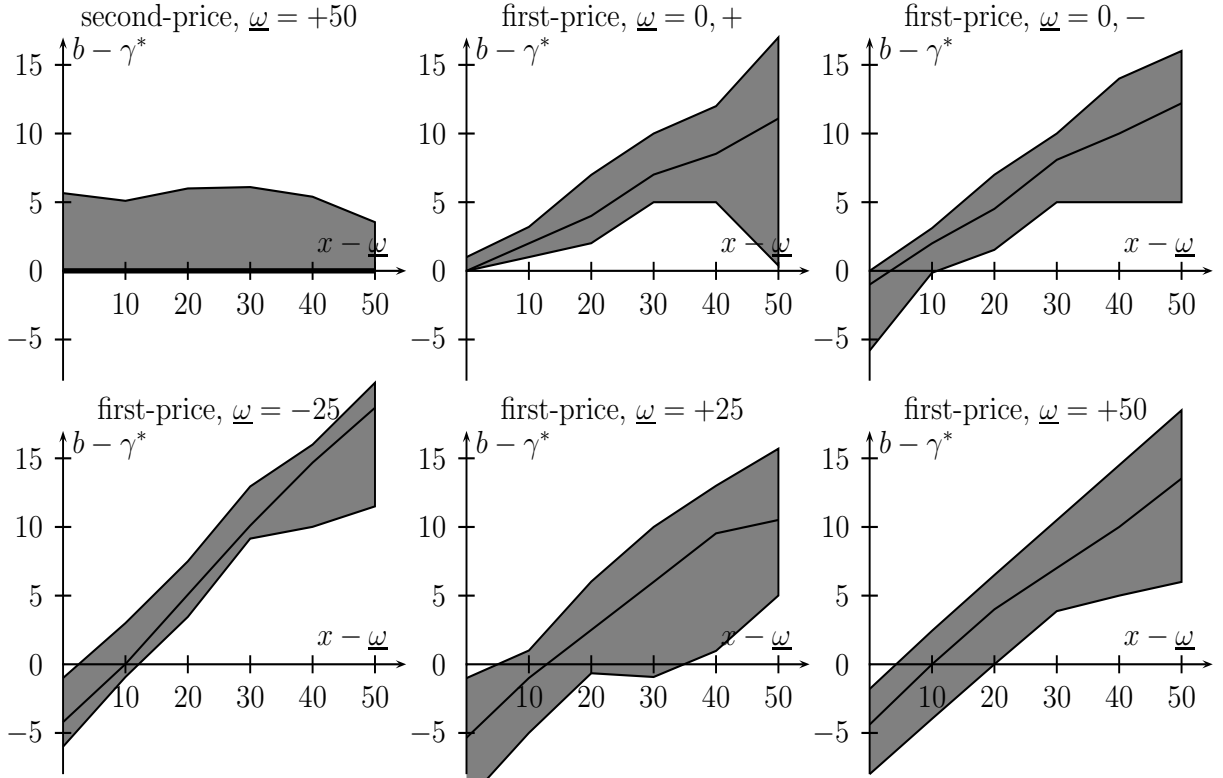 second-price, ω = +50
b − γ*
15
10
5
0
−5
x − ω
10 20 30 40 50
first-price, ω = 0, +
b − γ*
15
10
5
0
−5
x − ω
10 20 30 40 50
first-price, ω = 0, −
b − γ*
15
10
5
0
−5
x − ω
10 20 30 40 50
first-price, ω = −25
b − γ*
15
10
5
0
−5
x − ω
10 20 30 40 50
first-price, ω = +25
b − γ*
15
10
5
0
−5
x − ω
10 20 30 40 50
first-price, ω = +50
b − γ*
15
10
5
0
−5
x − ω
10 20 30 40 50